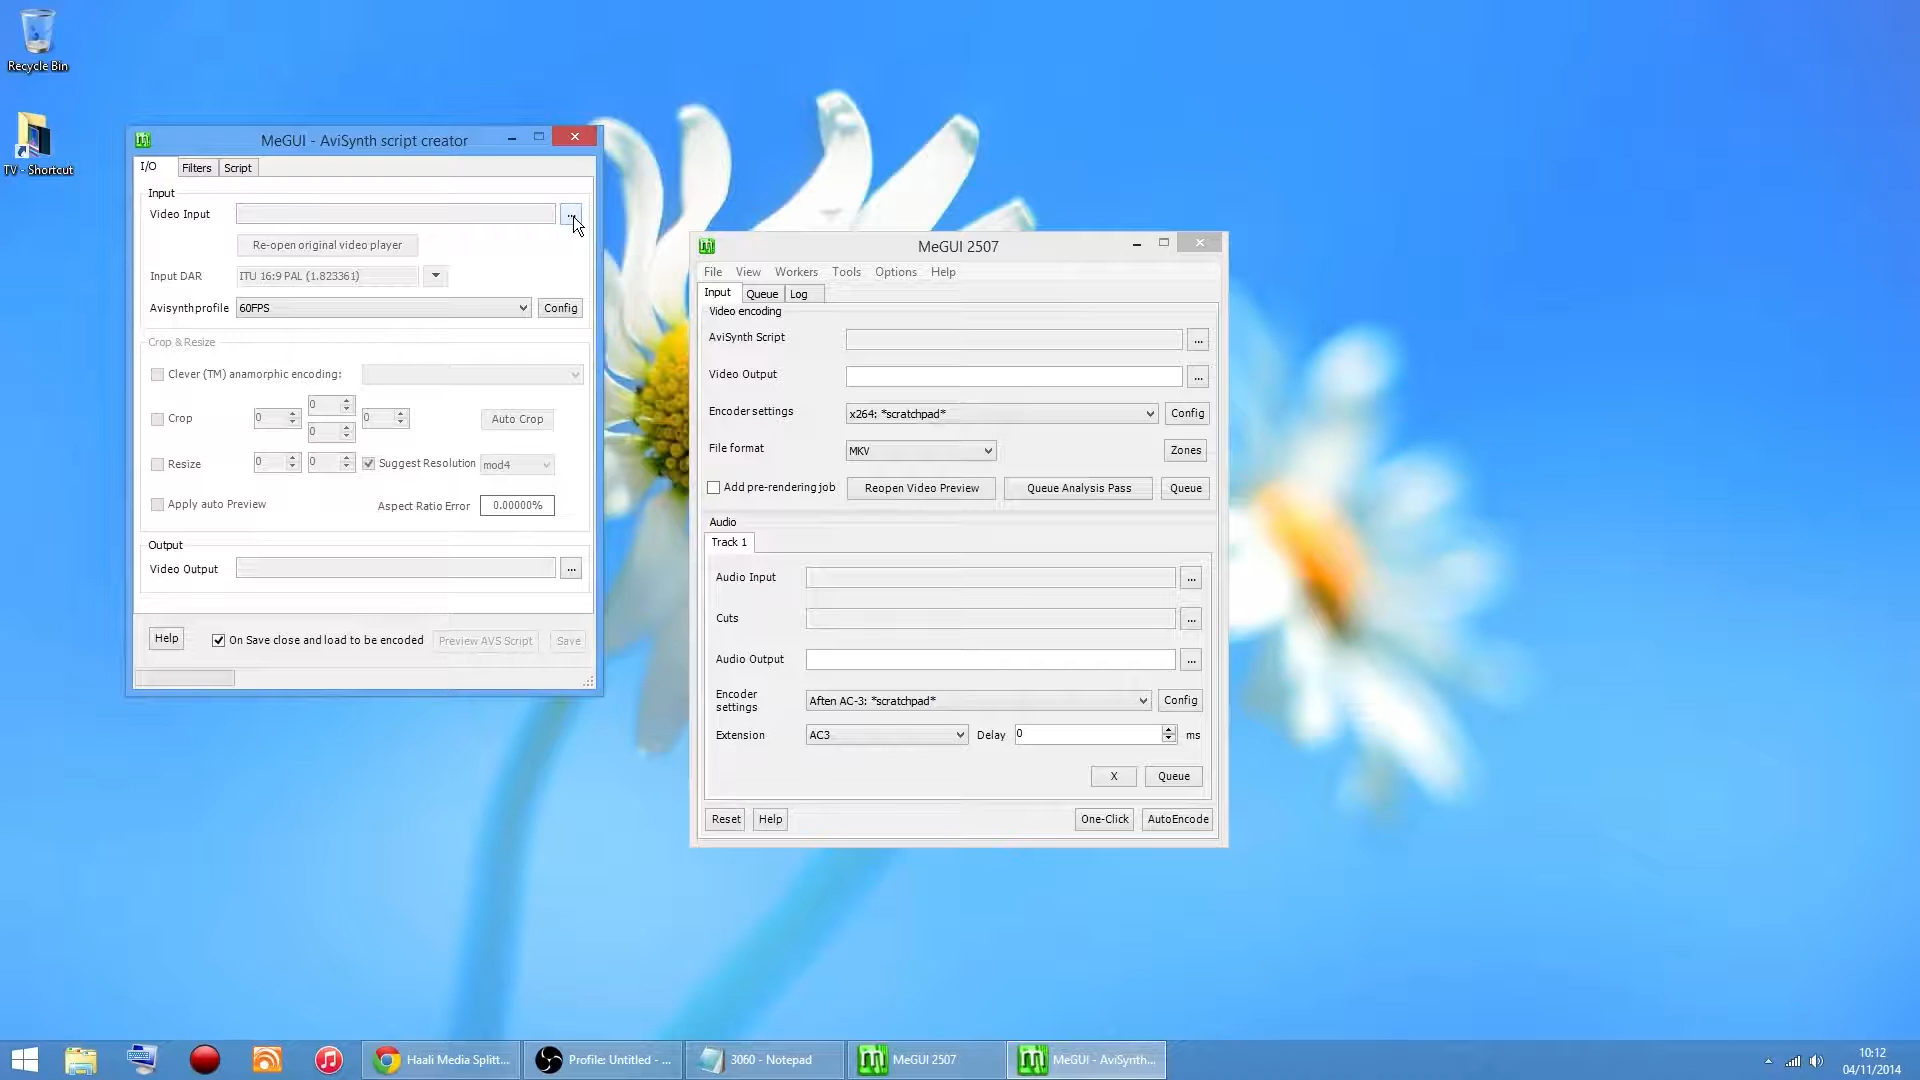 Recycle Bin
TV - Shortcut
MeGUI - AviSynth script creator
I/O
Filters
Script
Input
Video Input
...
Re-open original video player
Input DAR
ITU 16:9 PAL (1.823361)
Avisynthprofile
60FPS
Config
Crop & Resize
Clever (TM) anamorphic encoding:
Crop
0
0
0
0
Auto Crop
Resize
0
0
Suggest Resolution
mod4
Apply auto Preview
Aspect Ratio Error
0.00000%
Output
Video Output
...
Help
On Save close and load to be encoded
Preview AVS Script
Save
MeGUI 2507
File
View
Workers
Tools
Options
Help
Input
Queue
Log
Video encoding
AviSynth Script
...
Video Output
...
Encoder settings
x264: *scratchpad*
Config
File format
MKV
Zones
Add pre-rendering job
Reopen Video Preview
Queue Analysis Pass
Queue
Audio
Track 1
Audio Input
...
Cuts
...
Audio Output
...
Encoder
settings
Aften AC-3: *scratchpad*
Config
Extension
AC3
Delay
0
ms
X
Queue
Reset
Help
One-Click
AutoEncode
Haali Media Splitt...
Profile: Untitled - ...
3060 - Notepad
MeGUI 2507
MeGUI - AviSynth...
10:12
04/11/2014